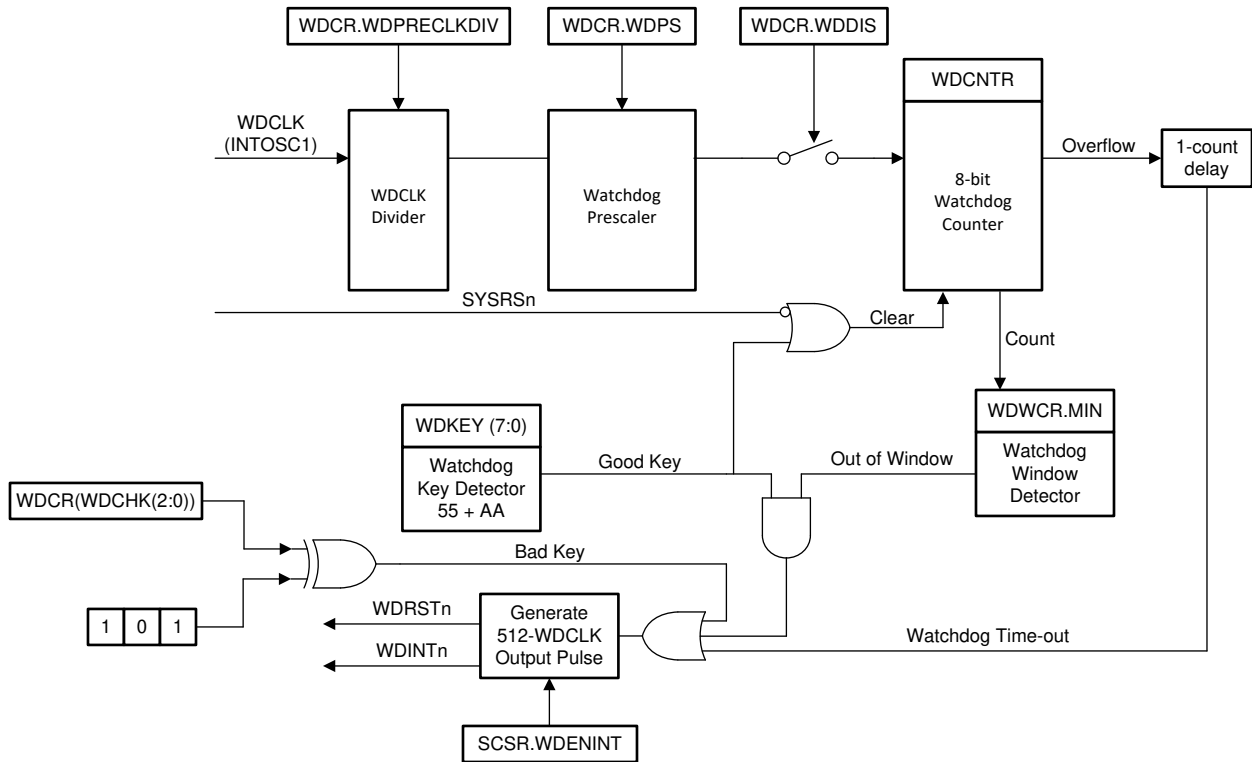 WDCR.WDPRECLKDIV
WDCR.WDPS
WDCR.WDDIS
WDCNTR
WDCLK
(INTOSC1)
WDCLK
Divider
Watchdog
Prescaler
8-bit
Watchdog
Counter
Overflow
1-count
delay
SYSRSn
Clear
Count
WDKEY (7:0)
Watchdog
Key Detector
55 + AA
Good Key
Out of Window
WDWCR.MIN
Watchdog
Window
Detector
WDCR(WDCHK(2:0))
Bad Key
1 0 1
WDRSTn
WDINTn
Generate
512-WDCLK
Output Pulse
Watchdog Time-out
SCSR.WDENINT